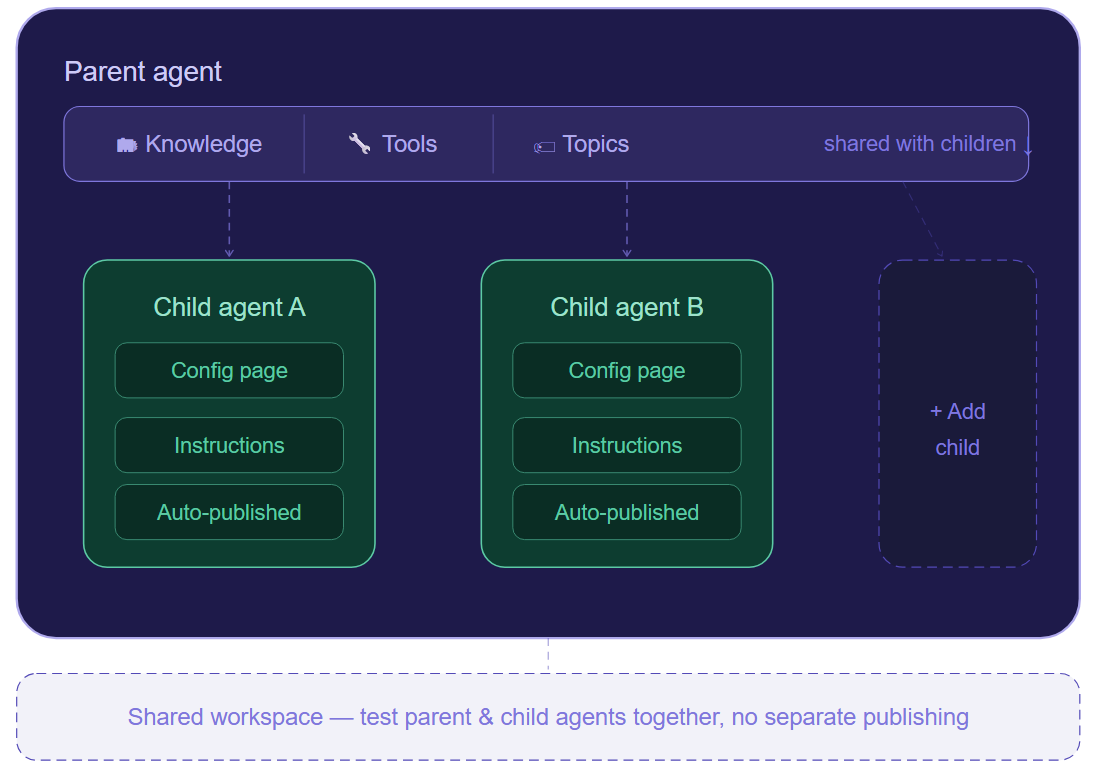 Parent agent
Knowledge
Tools
Topics
shared with children ↓
Child agent A
Config page
Instructions
Auto-published
Child agent B
Config page
Instructions
Auto-published
+ Add
child
Shared workspace — test parent & child agents together, no separate publishing